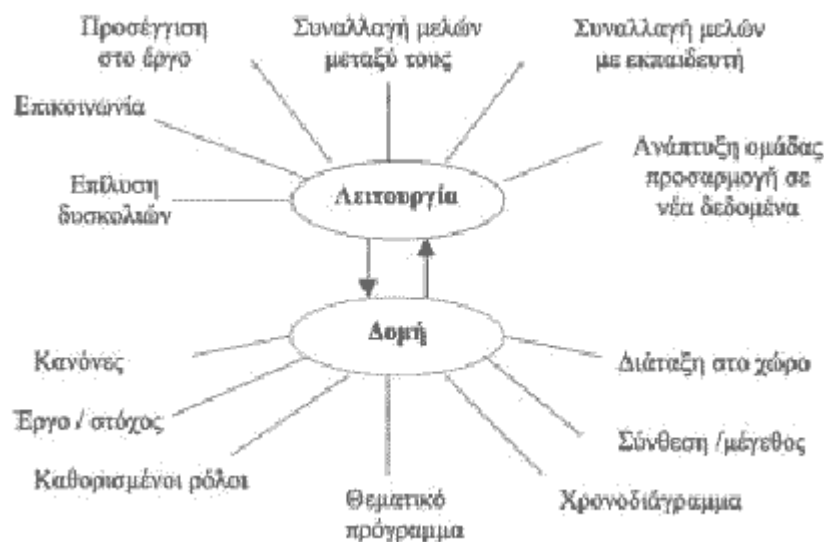 Προσέγγιση
στο έργο
Συναλλαγή μελών
μεταξύ τους
Συναλλαγή μελών
με εκπαιδευτή
Επικοινωνία
Επίλυση
δυσκολιών
Λειτουργία
Ανάπτυξη ομάδας
προσαρμογή σε
νέα δεδομένα
Δομή
Κανόνες
Έργο / στόχος
Καθορισμένοι ρόλοι
Θεματικό
πρόγραμμα
Χρονοδιάγραμμα
Σύνθεση /μέγεθος
Διάταξη στο χώρο